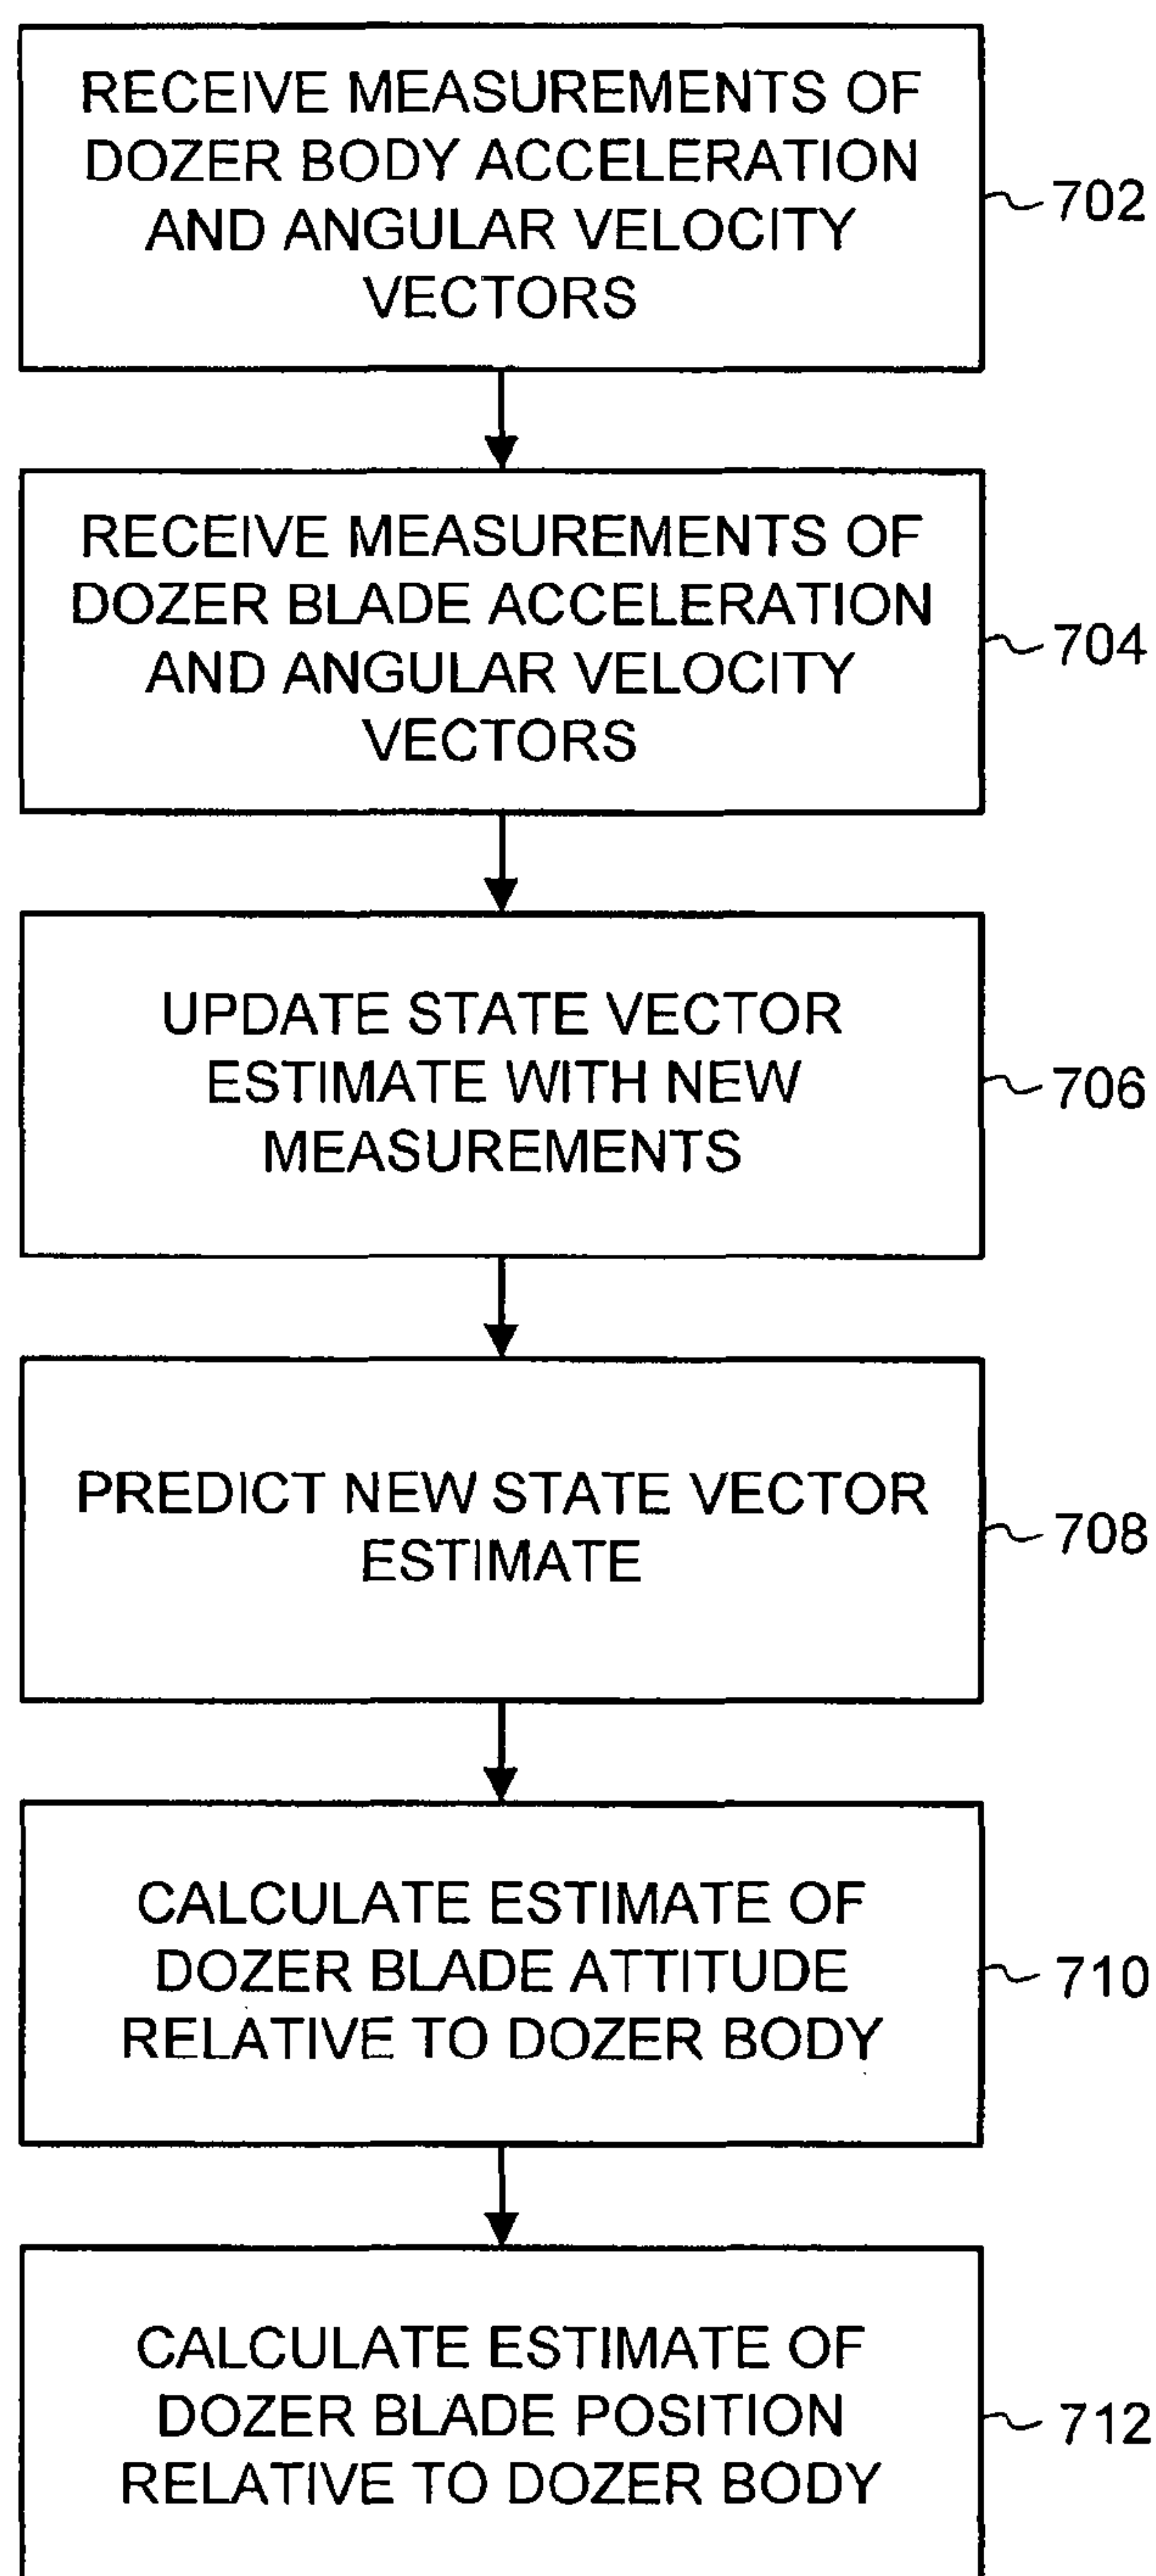 RECEIVE MEASUREMENTS OF
DOZER BODY ACCELERATION
AND ANGULAR VELOCITY
VECTORS
702
RECEIVE MEASUREMENTS OF
DOZER BLADE ACCELERATION
AND ANGULAR VELOCITY
VECTORS
704
UPDATE STATE VECTOR
ESTIMATE WITH NEW
MEASUREMENTS
706
PREDICT NEW STATE VECTOR
ESTIMATE
708
CALCULATE ESTIMATE OF
DOZER BLADE ATTITUDE
RELATIVE TO DOZER BODY
710
CALCULATE ESTIMATE OF
DOZER BLADE POSITION
RELATIVE TO DOZER BODY
712